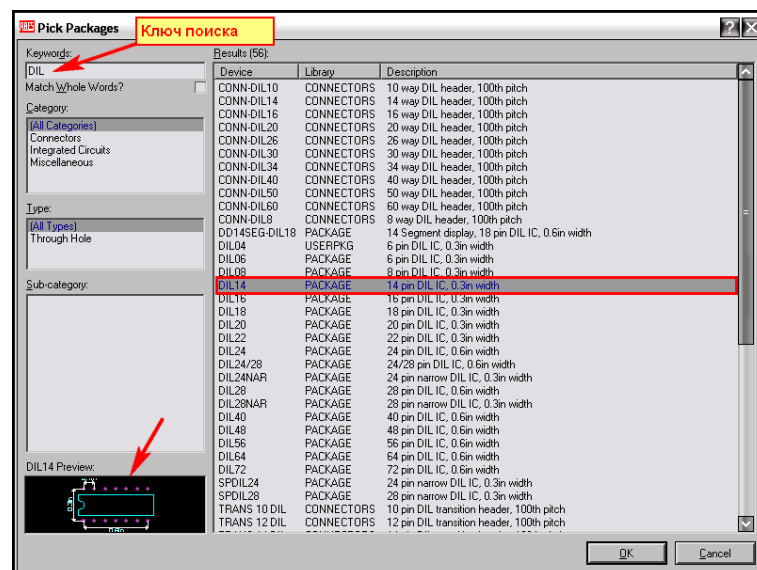 Pick Packages
Ключ поиска
Keywords:
DIL
Match Whole Words?
Category:
(All Categories)
Connectors
Integrated Circuits
Miscellaneous
Type:
(All Types)
Through Hole
Sub-category:
DIL14 Preview:
Results (56):
Device Library Description
CONN-DIL10 CONNECTORS 10 way DIL header, 100th pitch
CONN-DIL14 CONNECTORS 14 way DIL header, 100th pitch
CONN-DIL16 CONNECTORS 16 way DIL header, 100th pitch
CONN-DIL20 CONNECTORS 20 way DIL header, 100th pitch
CONN-DIL26 CONNECTORS 26 way DIL header, 100th pitch
CONN-DIL30 CONNECTORS 30 way DIL header, 100th pitch
CONN-DIL34 CONNECTORS 34 way DIL header, 100th pitch
CONN-DIL40 CONNECTORS 40 way DIL header, 100th pitch
CONN-DIL50 CONNECTORS 50 way DIL header, 100th pitch
CONN-DIL60 CONNECTORS 60 way DIL header, 100th pitch
CONN-DIL8 CONNECTORS 8 way DIL header, 100th pitch
DD14SEG-DIL18 PACKAGE 14 Segment display, 18 pin DIL IC, 0.6in width
DIL04 USERPKG 6 pin DIL IC, 0.3in width
DIL06 PACKAGE 6 pin DIL IC, 0.3in width
DIL08 PACKAGE 8 pin DIL IC, 0.3in width
DIL14 PACKAGE 14 pin DIL IC, 0.3in width
DIL16 PACKAGE 16 pin DIL IC, 0.3in width
DIL18 PACKAGE 18 pin DIL IC, 0.3in width
DIL20 PACKAGE 20 pin DIL IC, 0.3in width
DIL22 PACKAGE 22 pin DIL IC, 0.3in width
DIL24 PACKAGE 24 pin DIL IC, 0.6in width
DIL24/28 PACKAGE 24/28 pin DIL IC, 0.6in width
DIL24NAR PACKAGE 24 pin narrow DIL IC, 0.3in width
DIL28 PACKAGE 28 pin DIL IC, 0.6in width
DIL28NAR PACKAGE 28 pin narrow DIL IC, 0.3in width
DIL40 PACKAGE 40 pin DIL IC, 0.6in width
DIL48 PACKAGE 48 pin DIL IC, 0.6in width
DIL56 PACKAGE 56 pin DIL IC, 0.6in width
DIL64 PACKAGE 64 pin DIL IC, 0.6in width
DIL72 PACKAGE 72 pin DIL IC, 0.6in width
SPDIL24 PACKAGE 24 pin narrow DIL IC, 0.3in width
SPDIL28 PACKAGE 28 pin narrow DIL IC, 0.3in width
TRANS 10 DIL CONNECTORS 10 pin DIL transition header, 100th pitch
TRANS 12 DIL CONNECTORS 12 pin DIL transition header, 100th pitch
OK Cancel